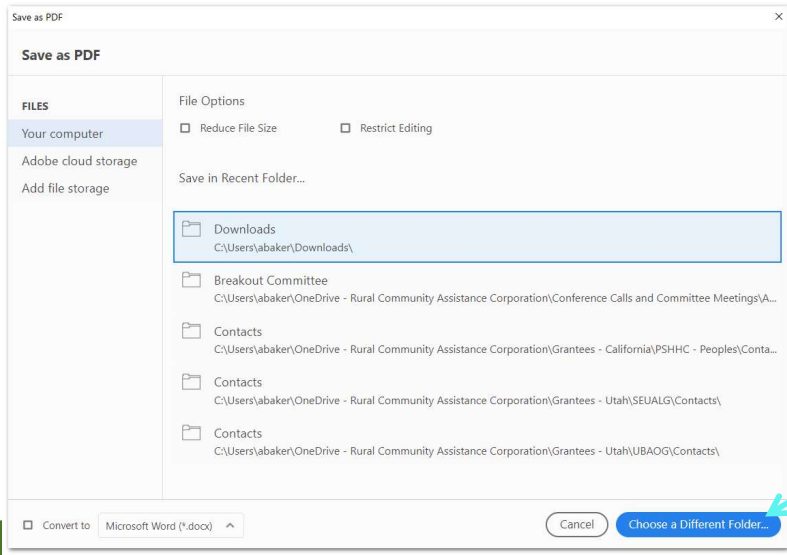 Save as PDF
Save as PDF
FILES
Your computer
Adobe cloud storage
Add file storage
File Options
Reduce File Size
Restrict Editing
Save in Recent Folder...
Downloads
C:\Users\abaker\Downloads\
Breakout Committee
C:\Users\abaker\OneDrive - Rural Community Assistance Corporation\Conference Calls and Committee Meetings\A...
Contacts
C:\Users\abaker\OneDrive - Rural Community Assistance Corporation\Grantees - California\PSHHC - Peoples\Conta...
Contacts
C:\Users\abaker\OneDrive - Rural Community Assistance Corporation\Grantees - Utah\SEUALG\Contacts\
Contacts
C:\Users\abaker\OneDrive - Rural Community Assistance Corporation\Grantees - Utah\UBAOG\Contacts\
Convert to
Microsoft Word (*.docx)
Cancel
Choose a Different Folder...